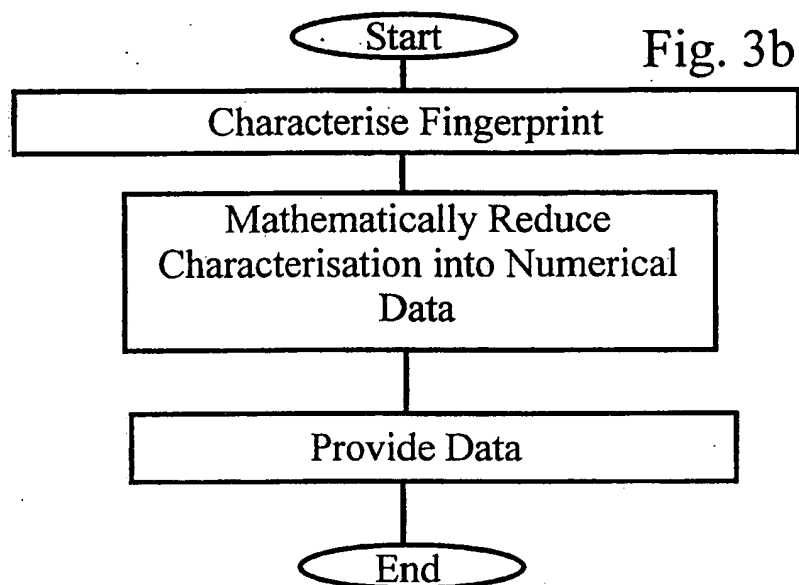 Start
Fig. 3b
Characterise Fingerprint
Mathematically Reduce
Characterisation into Numerical
Data
Provide Data
End